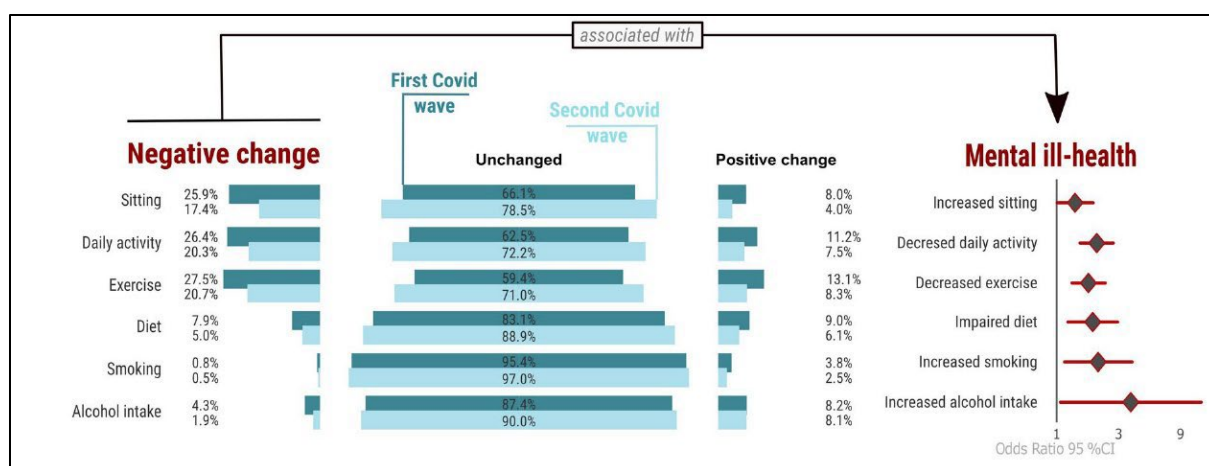 associated with
First Covid
wave
Second Covid
wave
Negative change
Unchanged
Positive change
Mental ill-health
Sitting 25.9% 66.1% 8.0% Increased sitting
17.4% 78.5% 4.0%
Daily activity 26.4% 62.5% 11.2% Decresed daily activity
20.3% 72.2% 7.5%
Exercise 27.5% 59.4% 13.1% Decreased exercise
20.7% 71.0% 8.3%
Diet 7.9% 83.1% 9.0% Impaired diet
5.0% 88.9% 6.1%
Smoking 0.8% 95.4% 3.8% Increased smoking
0.5% 97.0% 2.5%
Alcohol intake 4.3% 87.4% 8.2% Increased alcohol intake
1.9% 90.0% 8.1%
1 3 9
Odds Ratio 95 %CI